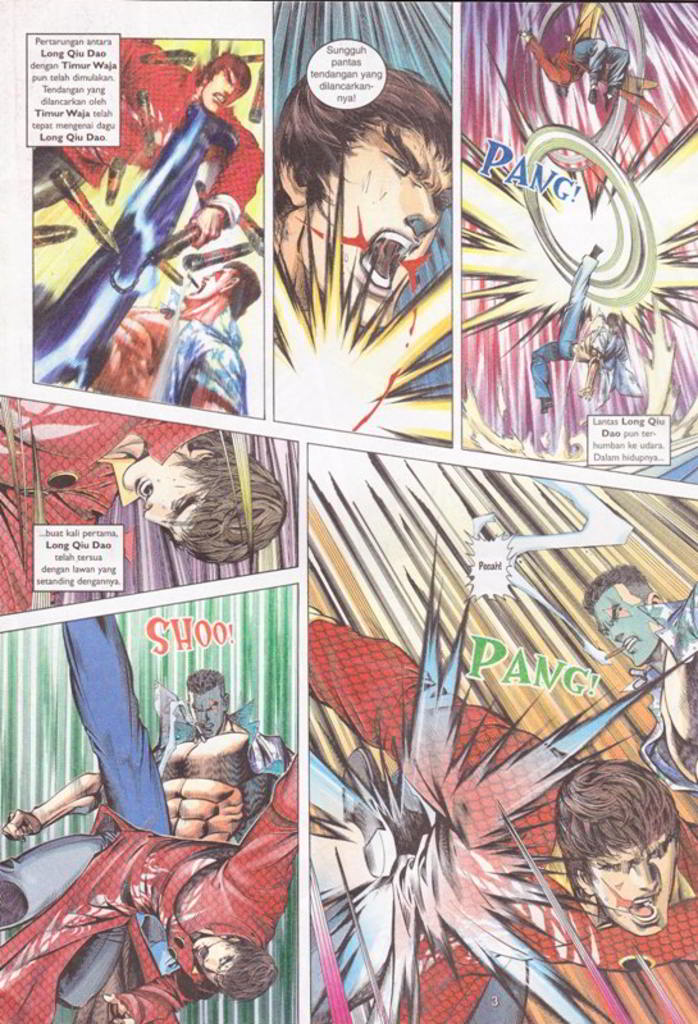 Pertarungan antara
Long Qiu Dao
dengan Timur Waja
pun telah dimulakan.
Tendangan yang
dilancarkan oleh
Timur Waja telah
tepat mengenai dagu
Long Qiu Dao.
Sungguh
pantas
tendangan yang
dilancarkan-
nya!
PANG!
Lantas Long Qiu
Dao pun ter-
humban ke udara.
Dalam hidupnya...
...buat kali pertama,
Long Qiu Dao
telah tersua
dengan lawan yang
setanding dengannya.
Peeah!
PANG!
SHOO!
3